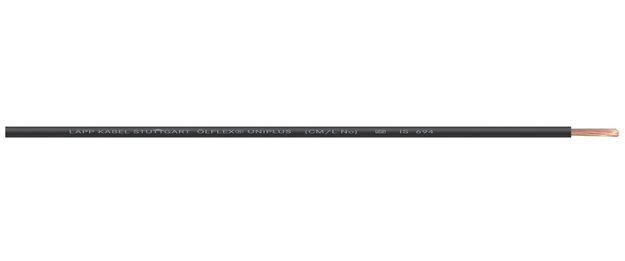 LAPP KABEL STUTTGART ÖLFLEX® UNIPLUS (CM/L No) IS 694